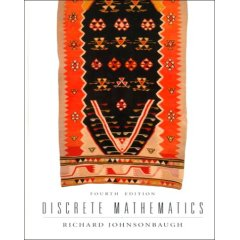 FOURTH EDITION
DISCRETE MATHEMATICS
RICHARD JOHNSONBAUGH